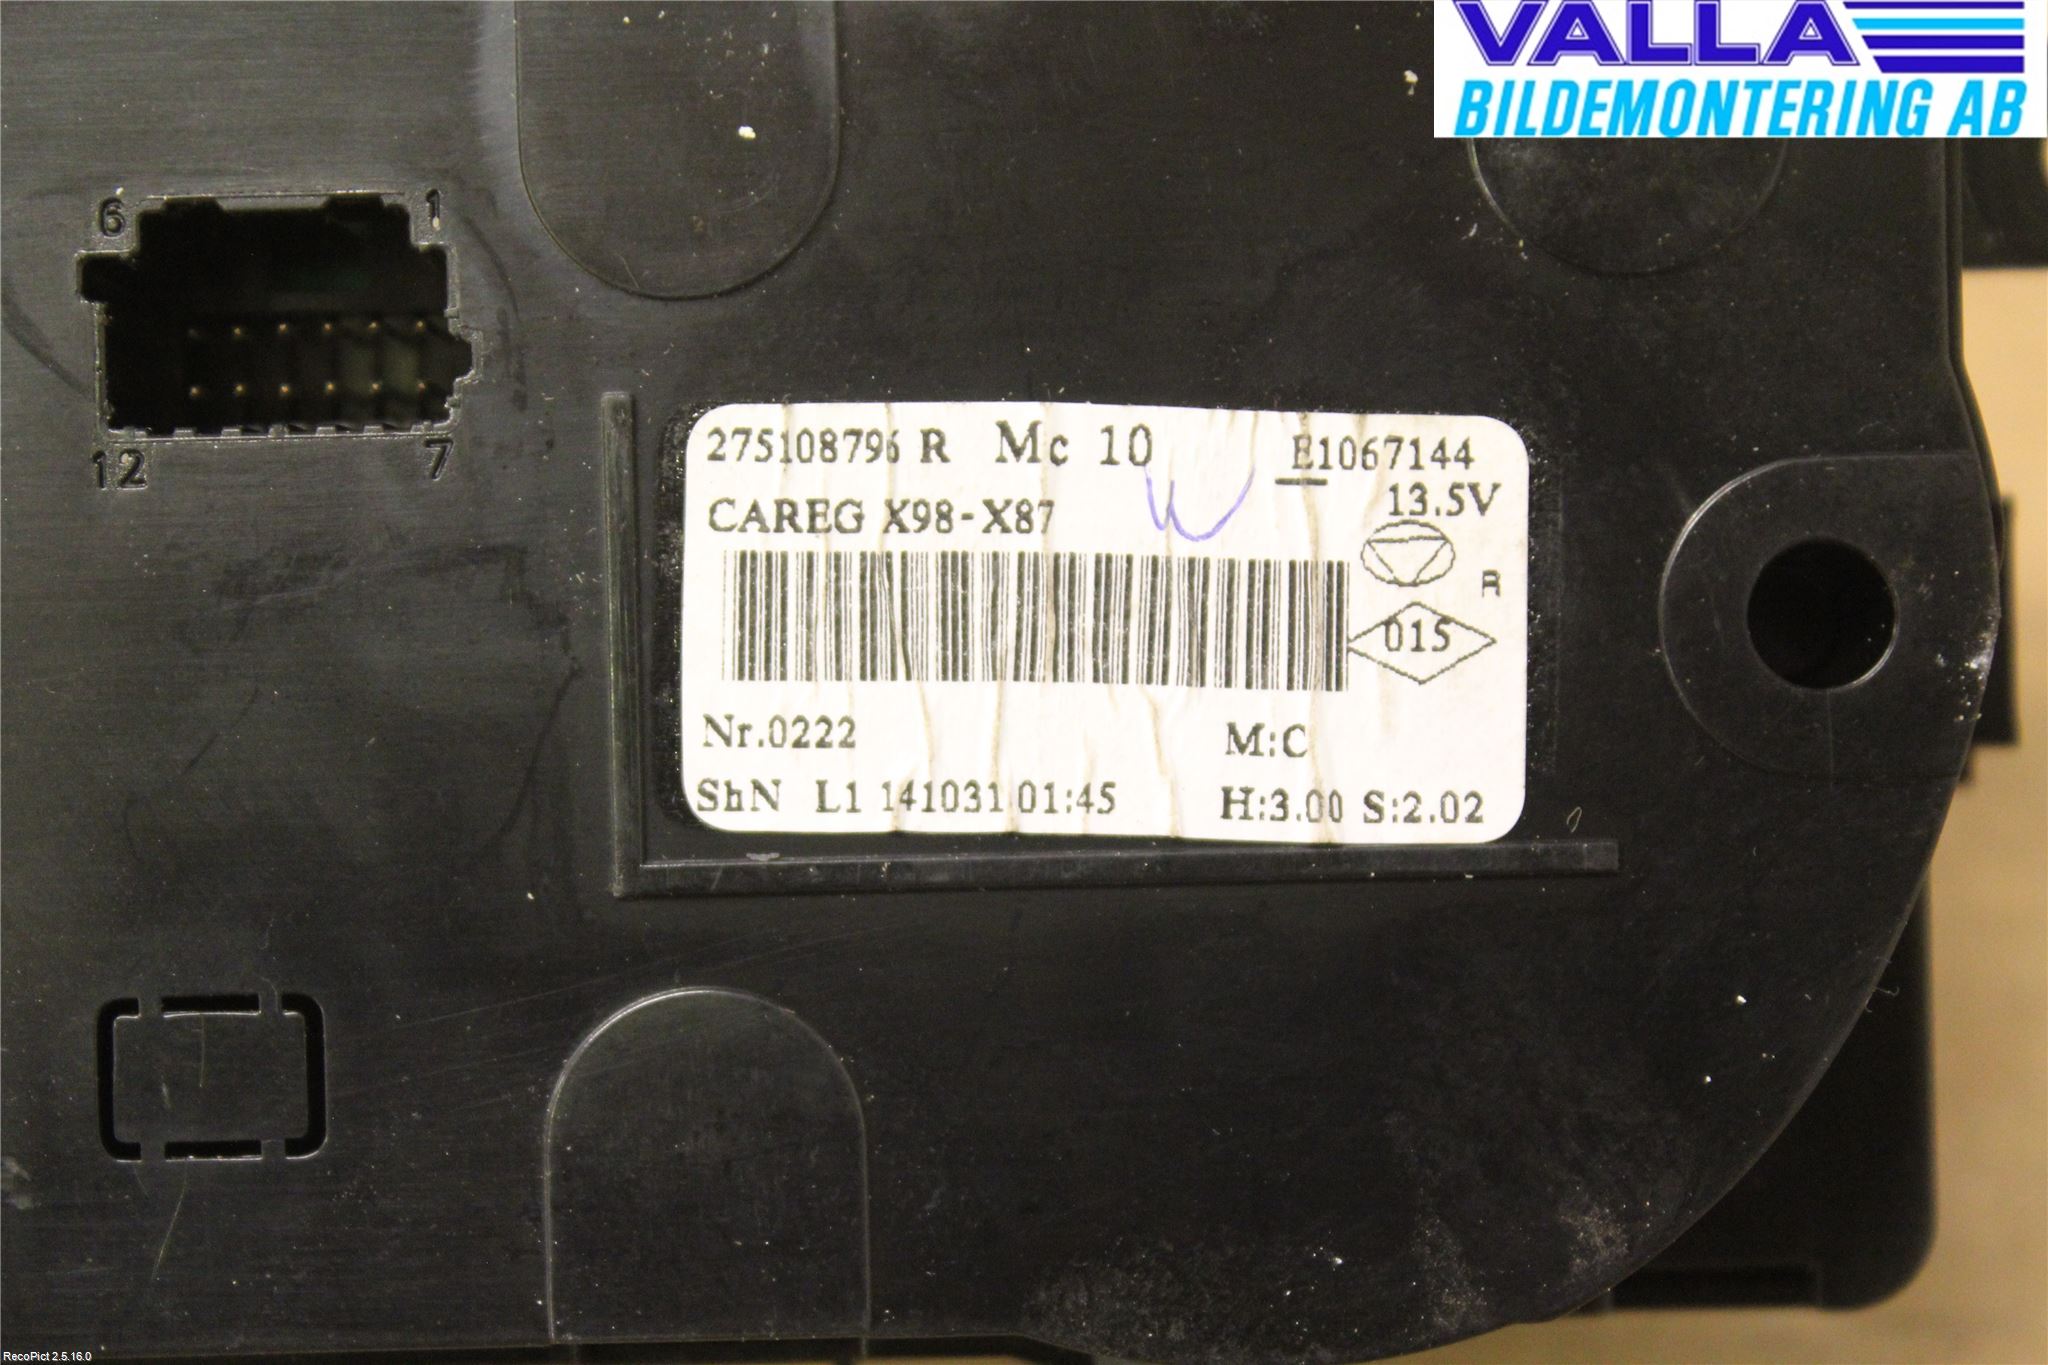 VALLA
BILDEMONTERING AB
6 1
12 7
275108796 R Mc 10 E1067144
CAREG X98-X87 13.5V
R
015
Nr.0222 M:C
ShN L1 141031 01:45 H:3.00 S:2.02
RecoPict 2.5.16.0